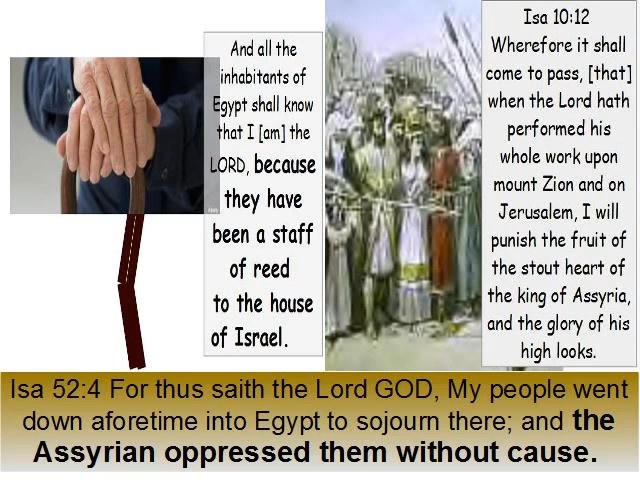 And all the
inhabitants of
Egypt shall know
that I [am] the
LORD, because
they have
been a staff
of reed
to the house
of Israel.
Isa 10:12
Wherefore it shall
come to pass, [that]
when the Lord hath
performed his
whole work upon
mount Zion and on
Jerusalem, I will
punish the fruit of
the stout heart of
the king of Assyria,
and the glory of his
high looks.
Isa 52:4 For thus saith the Lord GOD, My people went
down aforetime into Egypt to sojourn there; and the
Assyrian oppressed them without cause.